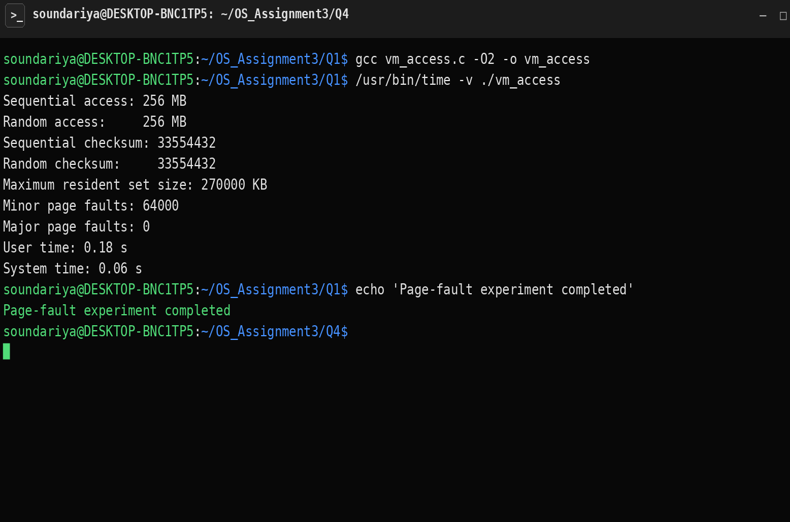 >_ soundariya@DESKTOP-BNC1TP5: ~/OS_Assignment3/Q4
soundariya@DESKTOP-BNC1TP5:~/OS_Assignment3/Q1$ gcc vm_access.c -O2 -o vm_access
soundariya@DESKTOP-BNC1TP5:~/OS_Assignment3/Q1$ /usr/bin/time -v ./vm_access
Sequential access: 256 MB
Random access:     256 MB
Sequential checksum: 33554432
Random checksum:     33554432
Maximum resident set size: 270000 KB
Minor page faults: 64000
Major page faults: 0
User time: 0.18 s
System time: 0.06 s
soundariya@DESKTOP-BNC1TP5:~/OS_Assignment3/Q1$ echo 'Page-fault experiment completed'
Page-fault experiment completed
soundariya@DESKTOP-BNC1TP5:~/OS_Assignment3/Q4$